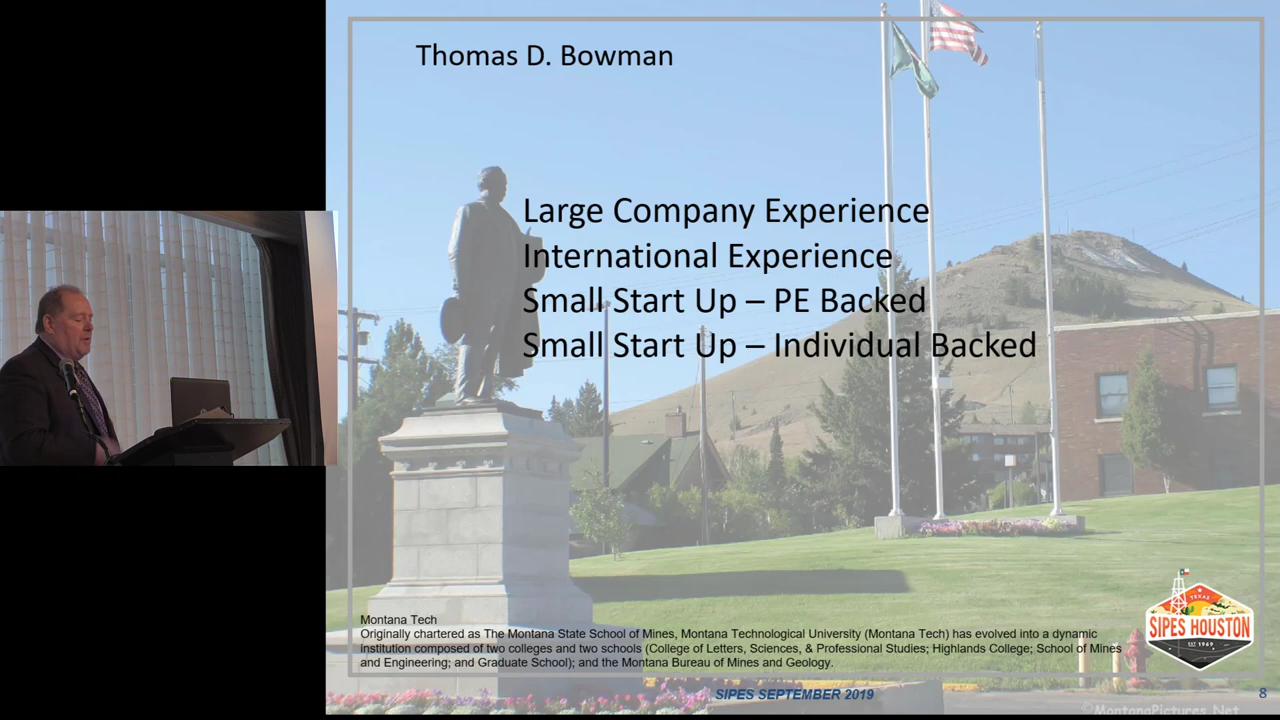 Thomas D. Bowman
Large Company Experience
International Experience
Small Start Up – PE Backed
Small Start Up – Individual Backed
Montana Tech
Originally chartered as The Montana State School of Mines, Montana Technological University (Montana Tech) has evolved into a dynamic
institution composed of two colleges and two schools (College of Letters, Sciences, & Professional Studies; Highlands College; School of Mines
and Engineering; and Graduate School); and the Montana Bureau of Mines and Geology.
TEXAS
SIPES HOUSTON
EST 1949
SIPES SEPTEMBER 2019
8
©MontanaPictures.Net